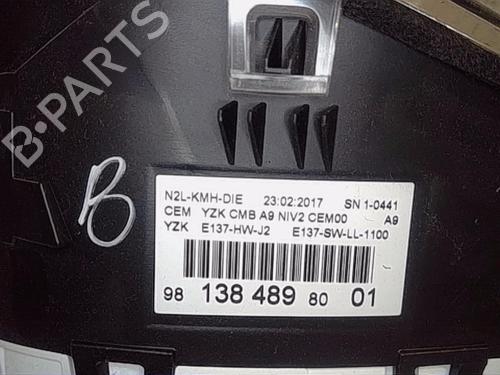 B-PARTS
B
N2L-KMH-DIE 23:02:2017 SN 1-0441
CEM YZK CMB A9 NIV2 CEM00 A9
YZK E137-HW-J2 E137-SW-LL-1100
98 138 489 80 01